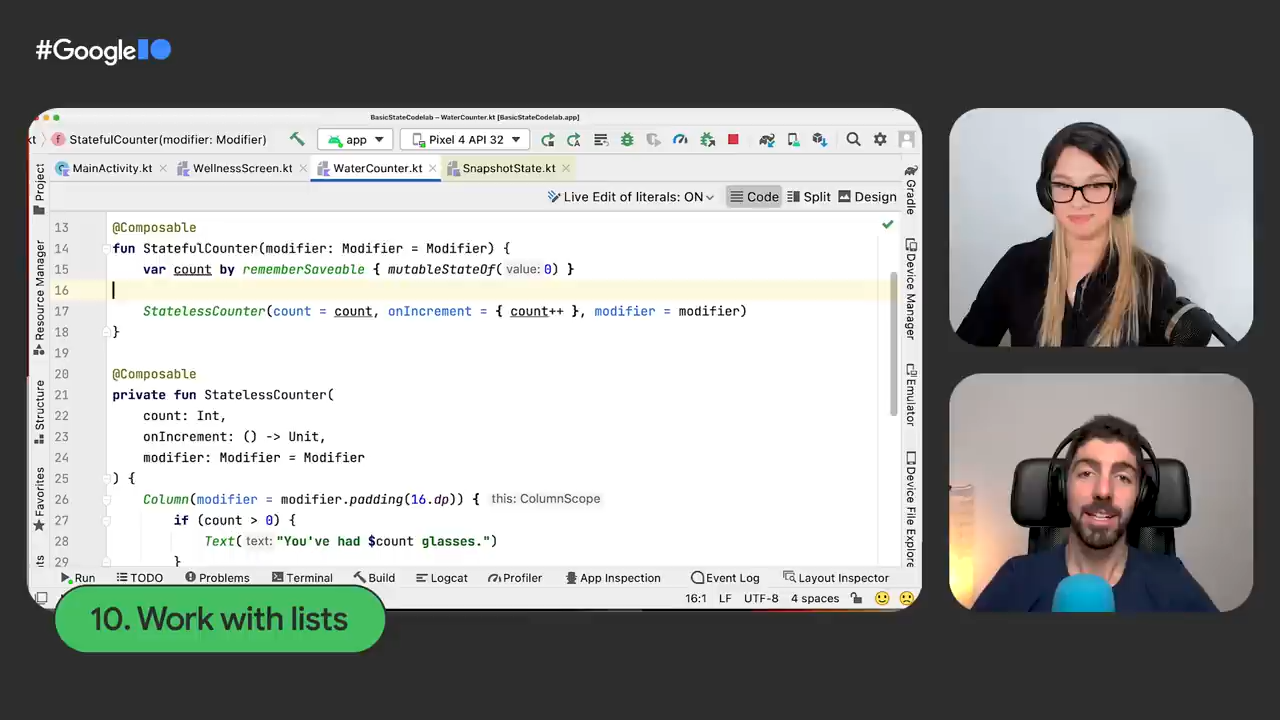 #Google IO
BasicStateCodelab – WaterCounter.kt [BasicStateCodelab.app]
kt
StatefulCounter(modifier: Modifier)
app
Pixel 4 API 32
MainActivity.kt
WellnessScreen.kt
WaterCounter.kt
SnapshotState.kt
Live Edit of literals: ON
Code
Split
Design
13 @Composable
14 fun StatefulCounter(modifier: Modifier = Modifier) {
15 var count by rememberSaveable { mutableStateOf( value: 0) }
16
17 StatelessCounter(count = count, onIncrement = { count++ }, modifier = modifier)
18 }
19
20 @Composable
21 private fun StatelessCounter(
22 count: Int,
23 onIncrement: () -> Unit,
24 modifier: Modifier = Modifier
25 ) {
26 Column(modifier = modifier.padding(16.dp)) { this: ColumnScope
27 if (count > 0) {
28 Text( text: "You've had $count glasses.")
29 }
Project
Resource Manager
Structure
Favorites
Gradle
Device Manager
Emulator
Device File Explorer
Run
TODO
Problems
Terminal
Build
Logcat
Profiler
App Inspection
Event Log
Layout Inspector
16:1
LF
UTF-8
4 spaces
10. Work with lists